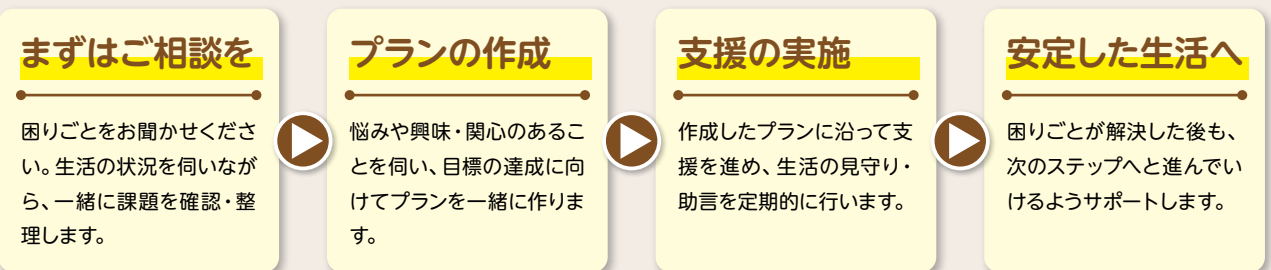 まずはご相談を
困りごとをお聞かせくださ
い。生活の状況を伺いなが
ら、一緒に課題を確認・整
理します。
プランの作成
悩みや興味・関心のあるこ
とを伺い、目標の達成に向
けてプランを一緒に作りま
す。
支援の実施
作成したプランに沿って支
援を進め、生活の見守り・
助言を定期的に行います。
安定した生活へ
困りごとが解決した後も、
次のステップへと進んでい
けるようサポートします。